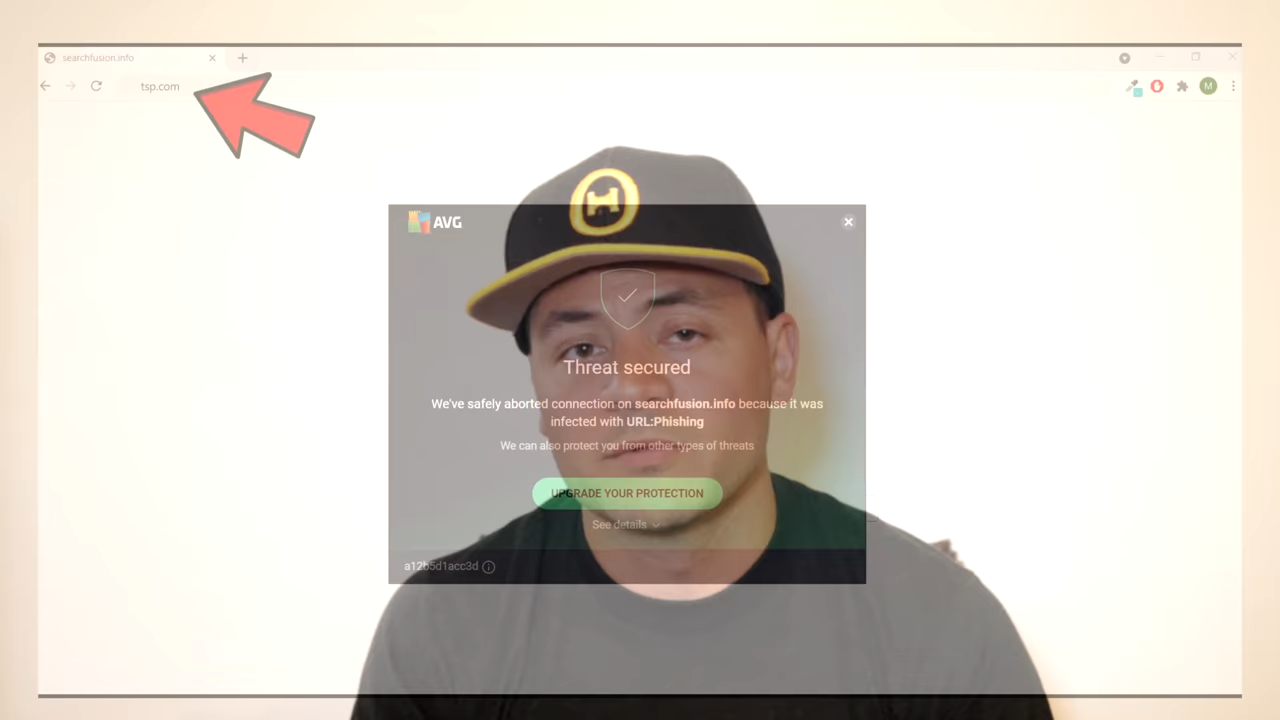 searchfusion.info
tsp.com
M
H
AVG
Threat secured
We've safely aborted connection on searchfusion.info because it was
infected with URL:Phishing
We can also protect you from other types of threats
UPGRADE YOUR PROTECTION
See details
a12b5d1acc3d